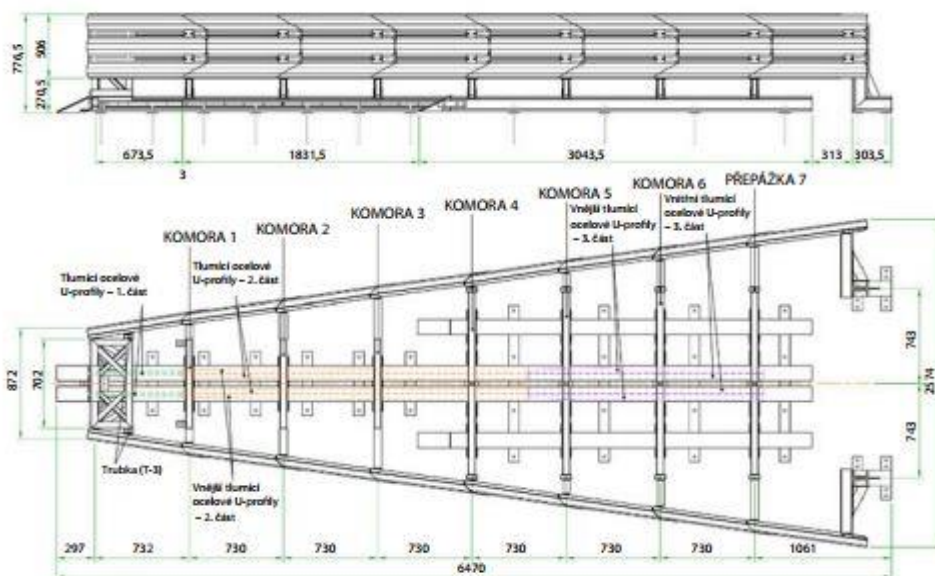 776,5
506
270,5
673,5
1831,5
3043,5
313
303,5
3
KOMORA 1
KOMORA 2
KOMORA 3
KOMORA 4
KOMORA 5
KOMORA 6
PŘEPÁŽKA 7
Vnější tlumicí
ocelové U-profily
– 3. část
Vnitřní tlumicí
ocelové U-profily
– 3. část
Tlumicí ocelové
U-profily – 1. část
Tlumicí ocelové
U-profily – 2. část
872
702
743
743
2574
Trubka (T-3)
Vnější tlumicí
ocelové U-profily
– 2. část
297
732
730
730
730
730
730
730
1061
6470